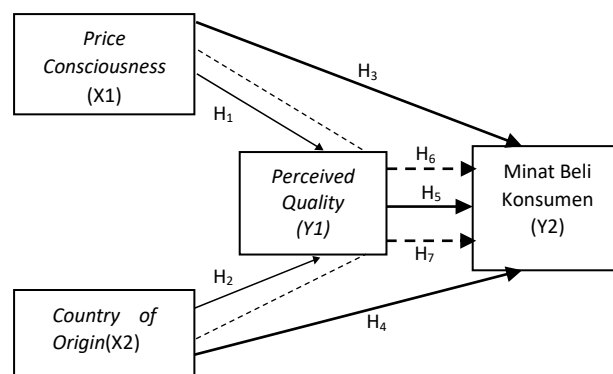 Price
Consciousness
(X1)
H3
H1
H6
Perceived
Quality
(Y1)
H5
Minat Beli
Konsumen
(Y2)
H7
H2
Country of
Origin(X2)
H4